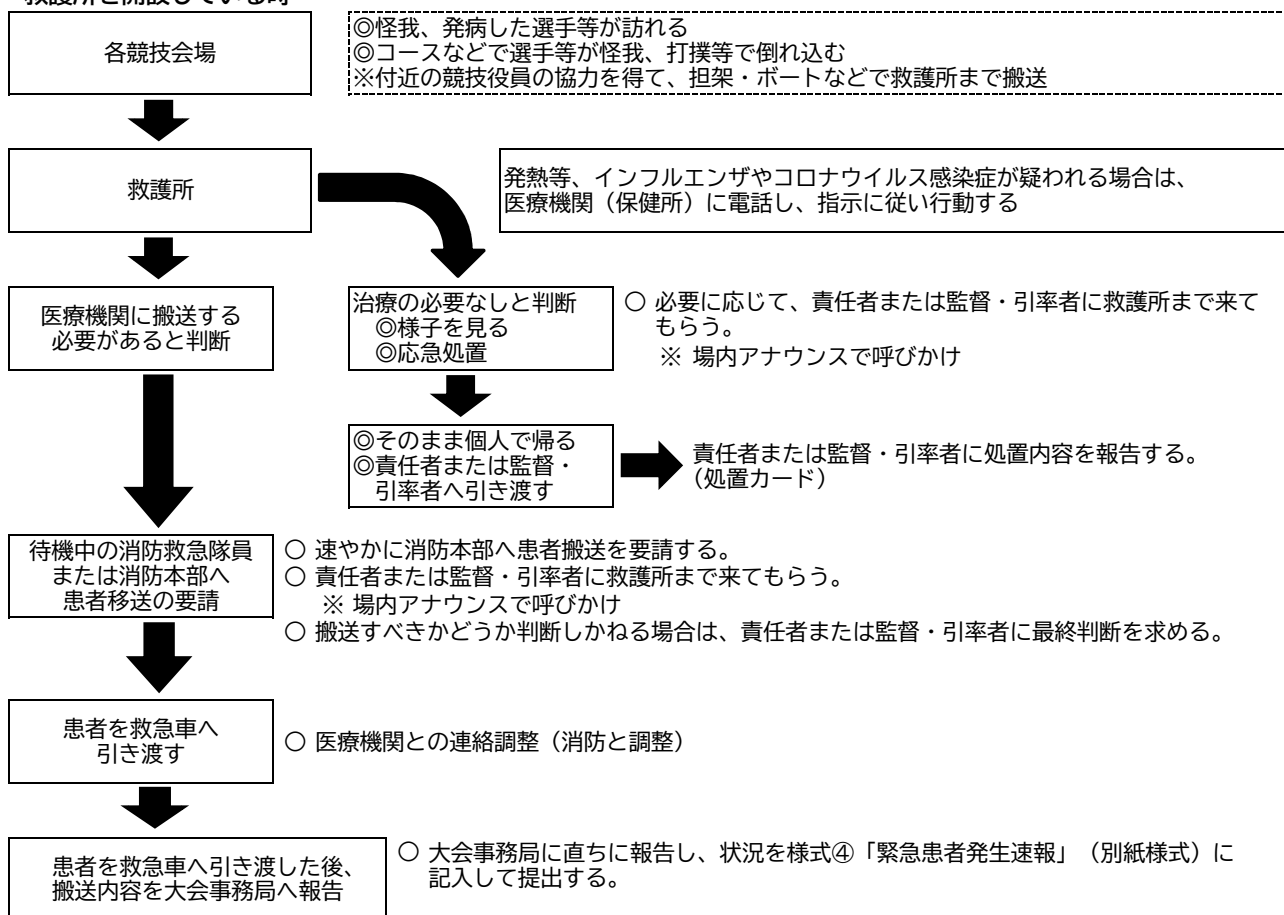 各競技会場
◎怪我、発病した選手等が訪れる
◎コースなどで選手等が怪我、打撲等で倒れ込む
※付近の競技役員の協力を得て、担架・ボートなどで救護所まで搬送
救護所
発熱等、インフルエンザやコロナウイルス感染症が疑われる場合は、
医療機関（保健所）に電話し、指示に従い行動する
医療機関に搬送する
必要があると判断
治療の必要なしと判断
◎様子を見る
◎応急処置
〇 必要に応じて、責任者または監督・引率者に救護所まで来て
もらう。
※ 場内アナウンスで呼びかけ
◎そのまま個人で帰る
◎責任者または監督・
引率者へ引き渡す
責任者または監督・引率者に処置内容を報告する。
（処置カード）
待機中の消防救急隊員
または消防本部へ
患者移送の要請
〇 速やかに消防本部へ患者搬送を要請する。
〇 責任者または監督・引率者に救護所まで来てもらう。
※ 場内アナウンスで呼びかけ
〇 搬送すべきかどうか判断しかねる場合は、責任者または監督・引率者に最終判断を求める。
患者を救急車へ
引き渡す
〇 医療機関との連絡調整（消防と調整）
患者を救急車へ引き渡した後、
搬送内容を大会事務局へ報告
〇 大会事務局に直ちに報告し、状況を様式④「緊急患者発生速報」（別紙様式）に
記入して提出する。